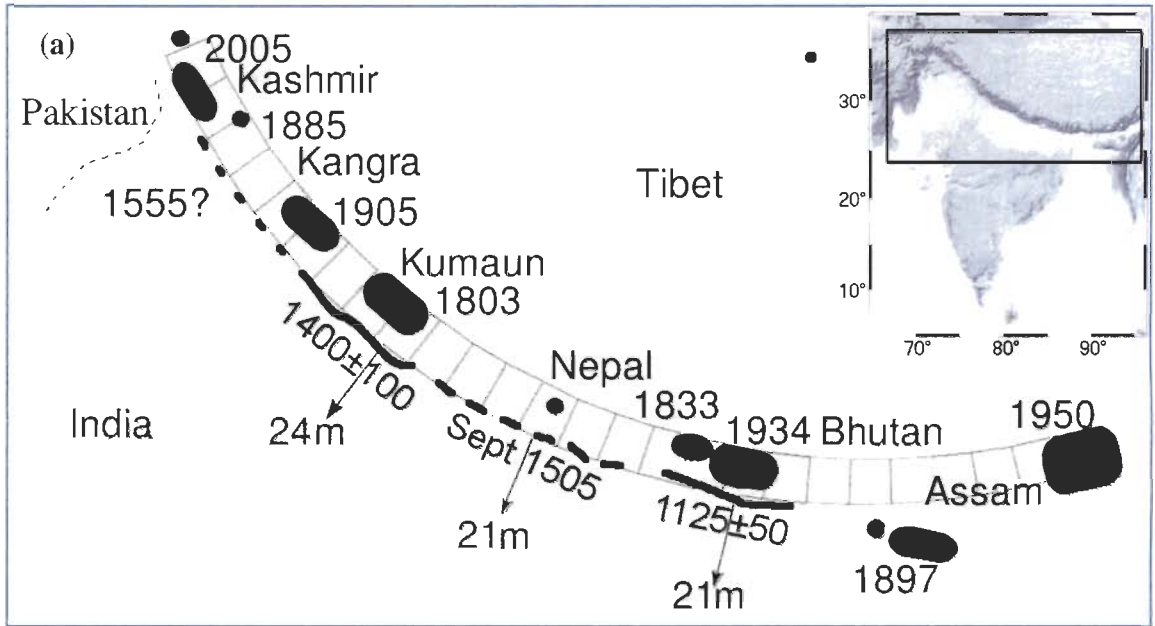 (a)
2005
Kashmir
Pakistan
1885
Kangra
1555?
1905
Tibet
Kumaun
1803
1400±100
24m
India
Nepal
Sept 1505
21m
1833
1934 Bhutan
1950
Assam
1125±50
21m
1897
30°
20°
10°
70° 80° 90°